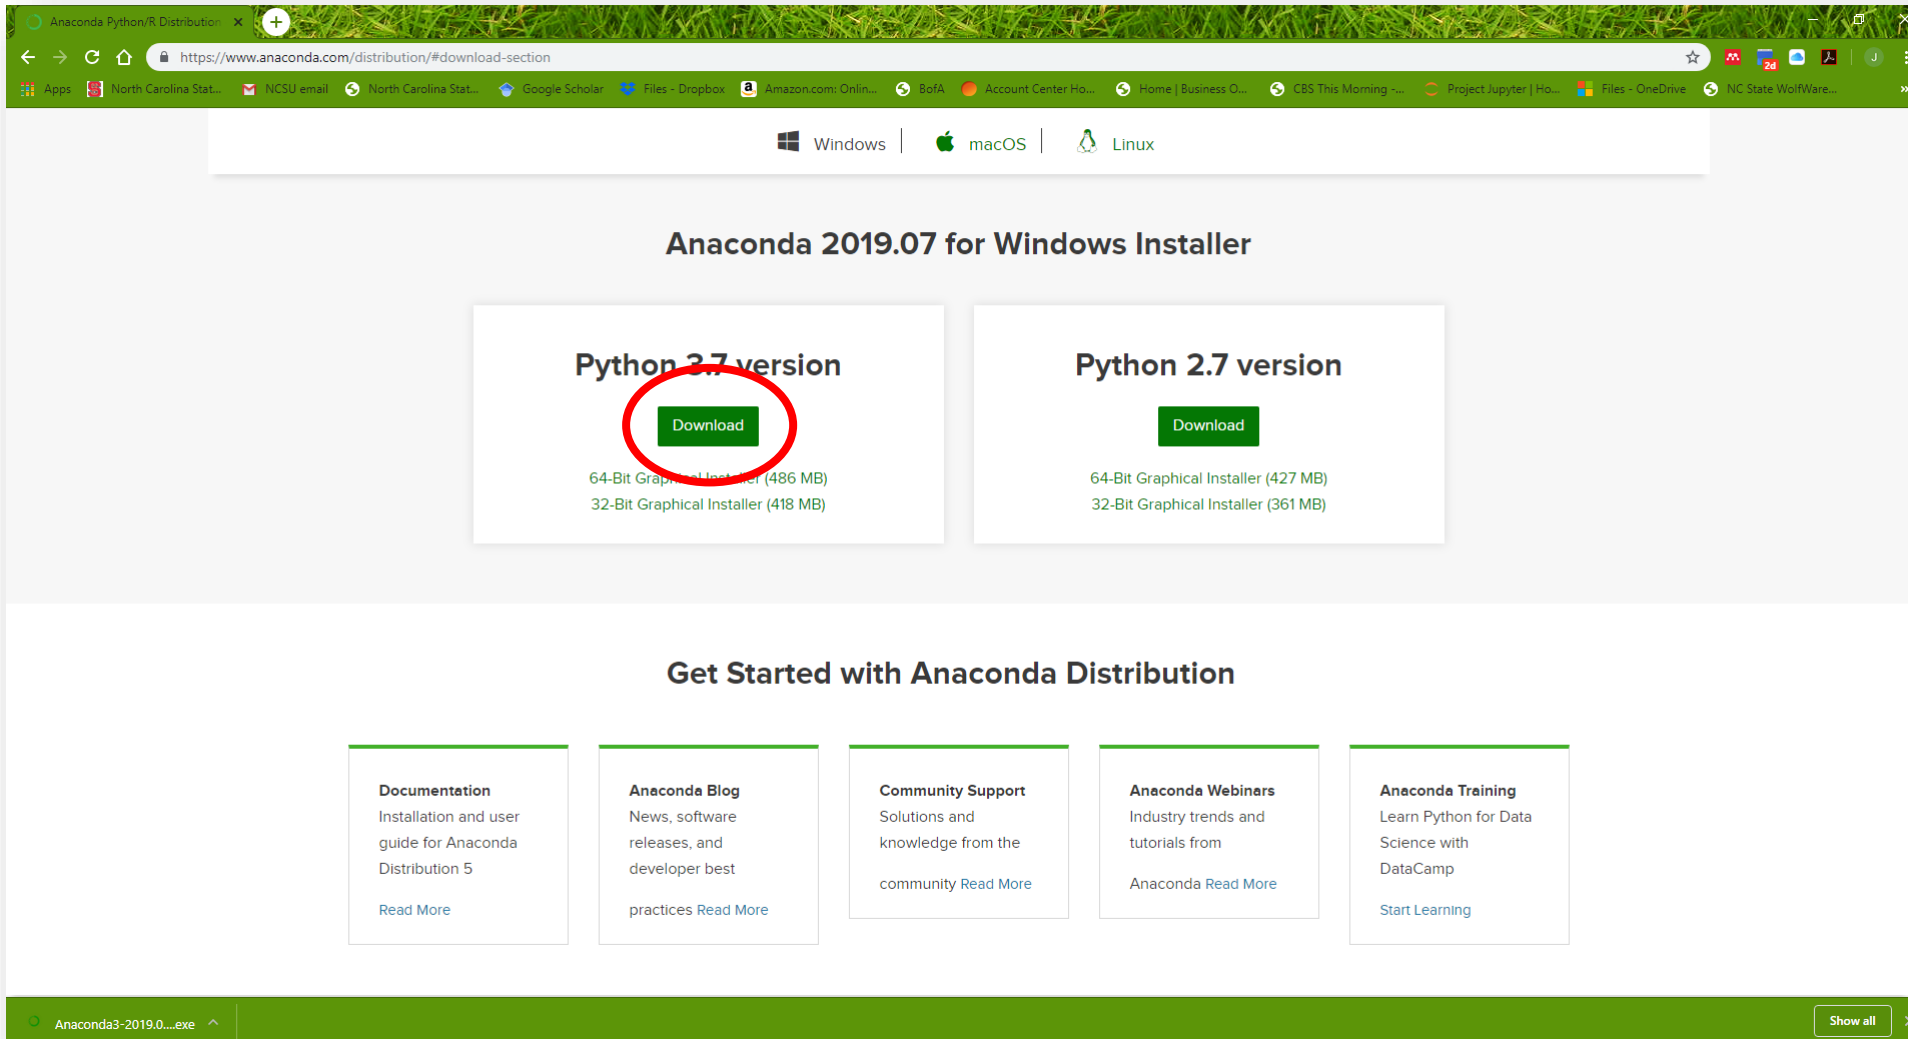 Anaconda Python/R Distribution
https://www.anaconda.com/distribution/#download-section
2d
J
Apps North Carolina Stat... NCSU email North Carolina Stat... Google Scholar Files - Dropbox Amazon.com: Onlin... BofA Account Center Ho... Home | Business O... CBS This Morning -... Project Jupyter | Ho... Files - OneDrive NC State WolfWare... »
Windows | macOS | Linux
Anaconda 2019.07 for Windows Installer
Python 3.7 version
Download
64-Bit Graphical Installer (486 MB)
32-Bit Graphical Installer (418 MB)
Python 2.7 version
Download
64-Bit Graphical Installer (427 MB)
32-Bit Graphical Installer (361 MB)
Get Started with Anaconda Distribution
Documentation
Installation and user
guide for Anaconda
Distribution 5
Read More
Anaconda Blog
News, software
releases, and
developer best
practices Read More
Community Support
Solutions and
knowledge from the
community Read More
Anaconda Webinars
Industry trends and
tutorials from
Anaconda Read More
Anaconda Training
Learn Python for Data
Science with
DataCamp
Start Learning
Anaconda3-2019.0....exe
Show all